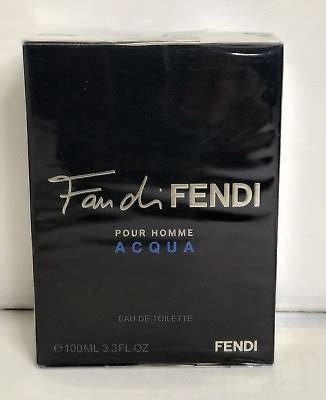 Fan di FENDI
POUR HOMME
ACQUA
EAU DE TOILETTE
℮100ML 3.3FL.OZ FENDI